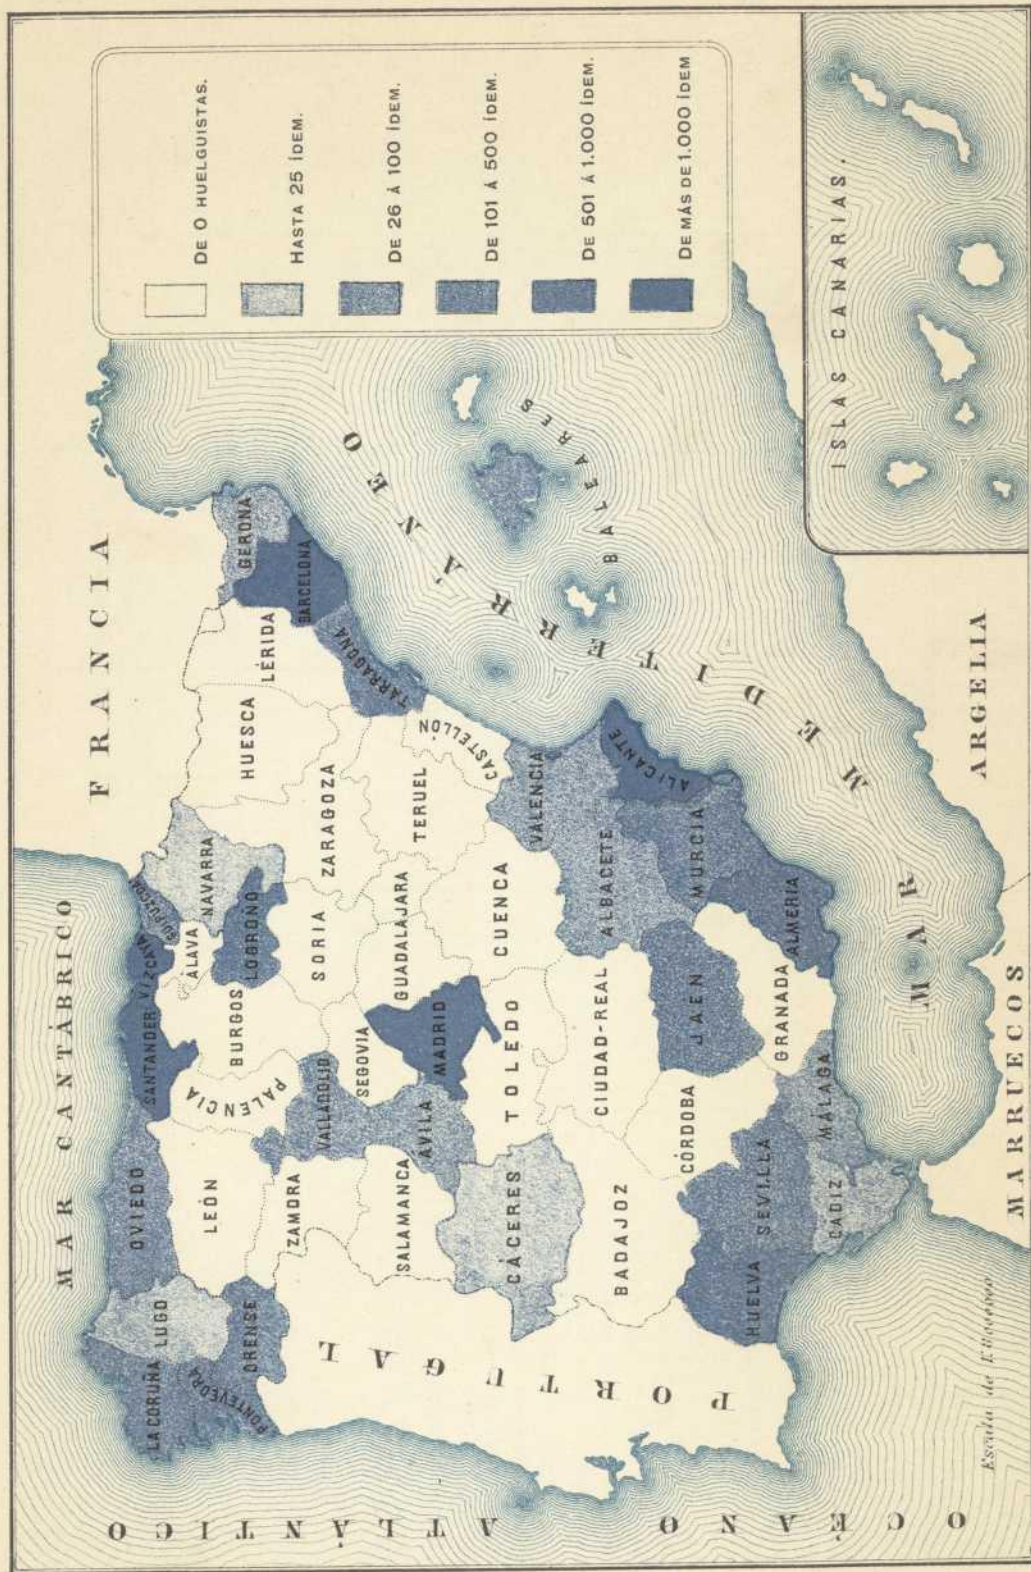 MAR CANTÁBRICO
FRANCIA
OCÉANO ATLÁNTICO
PORTUGAL
LA CORUÑA
LUGO
PONTEVEDRA
ORENSE
OVIEDO
SANTANDER
VIZCAYA
GUIPÚZCOA
ÁLAVA
NAVARRA
LEÓN
PALENCIA
BURGOS
LOGROÑO
HUESCA
LÉRIDA
GERONA
BARCELONA
TARRAGONA
ZAMORA
VALLADOLID
SORIA
ZARAGOZA
SALAMANCA
ÁVILA
SEGOVIA
MADRID
GUADALAJARA
TERUEL
CASTELLÓN
CÁCERES
TOLEDO
CUENCA
VALENCIA
BADAJOZ
CIUDAD-REAL
ALBACETE
ALICANTE
MURCIA
HUELVA
SEVILLA
CÓRDOBA
JAEN
GRANADA
ALMERIA
CÁDIZ
MÁLAGA
BALEARES
MAR MEDITERRÁNEO
MARRUECOS
ARGELIA
DE 0 HUELGUISTAS.
HASTA 25 ÍDEM.
DE 26 Á 100 ÍDEM.
DE 101 Á 500 ÍDEM.
DE 501 Á 1.000 ÍDEM.
DE MÁS DE 1.000 ÍDEM
ISLAS CANARIAS.
Escala de